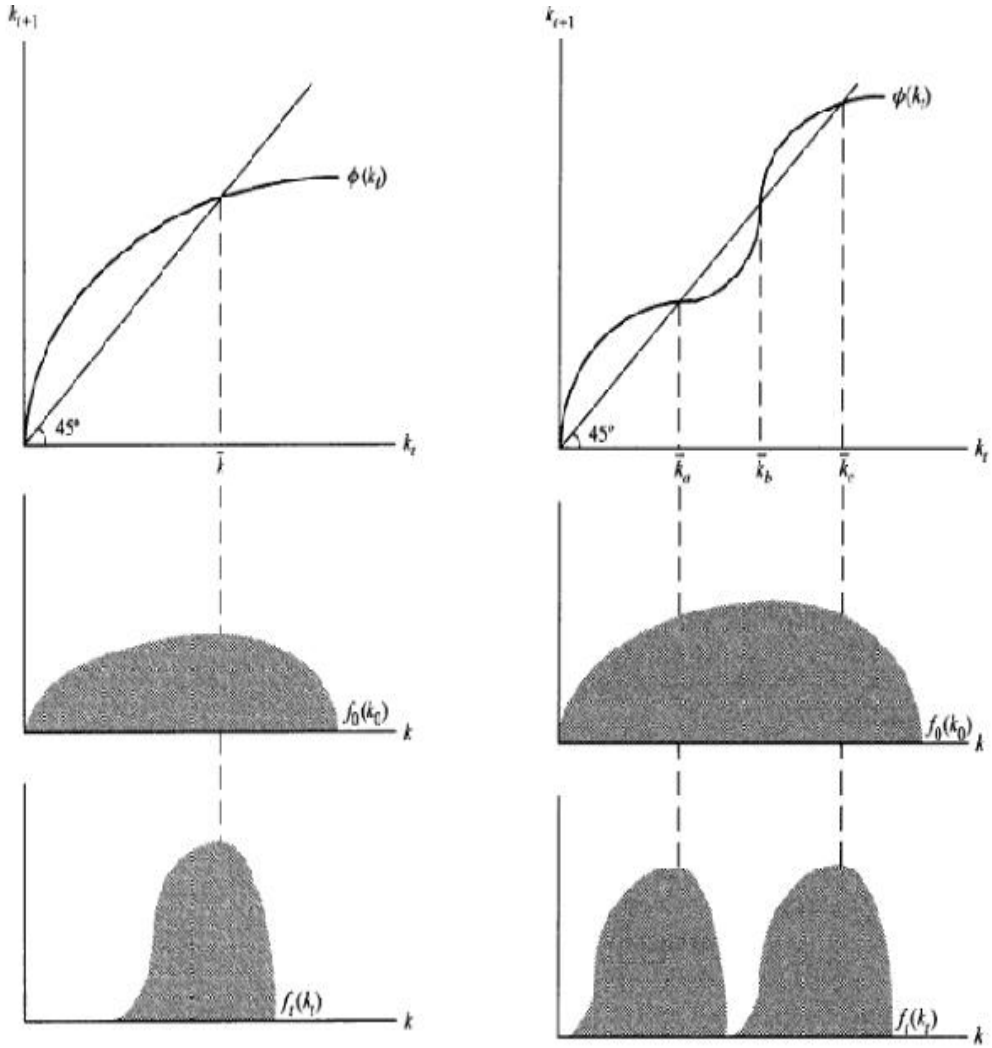 k_{t+1}
ϕ(k_t)
45°
k̄
k_t
f_0(k_0)
k
f_t(k_t)
k
k_{t+1}
ψ(k_t)
45°
k̄_a
k̄_b
k̄_c
k_t
f_0(k_0)
k
f_t(k_t)
k